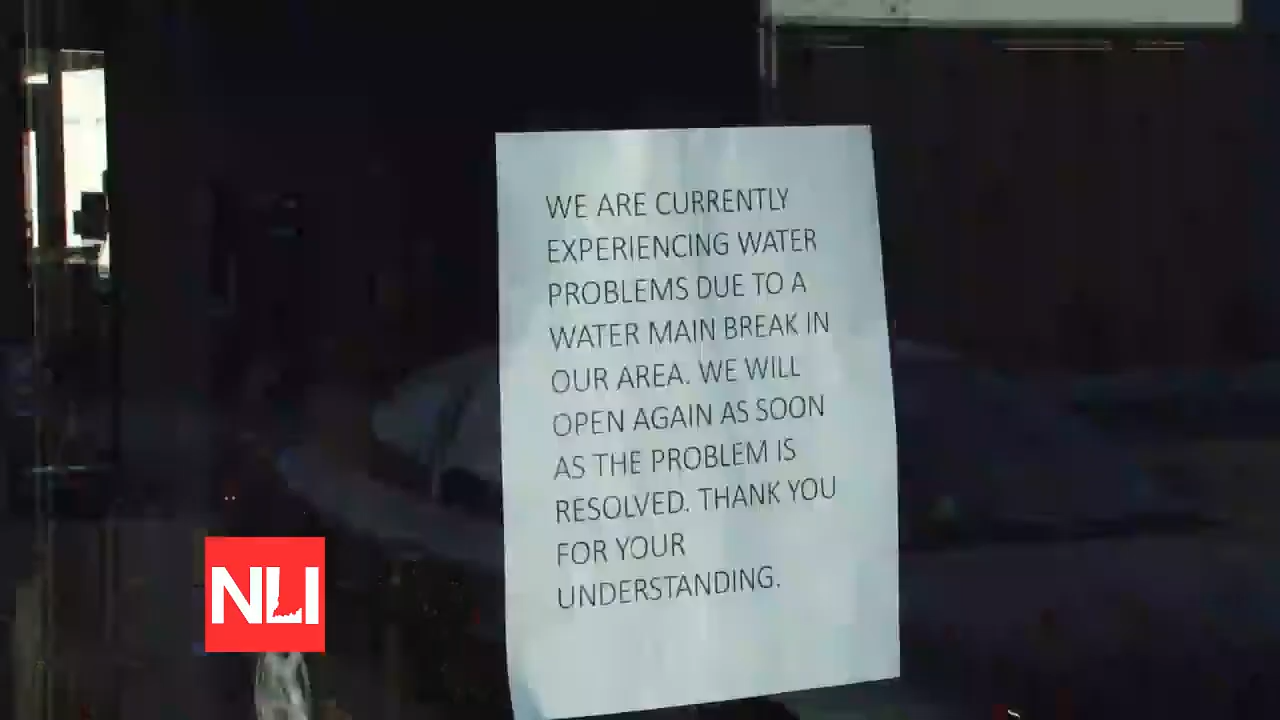 WE ARE CURRENTLY
EXPERIENCING WATER
PROBLEMS DUE TO A
WATER MAIN BREAK IN
OUR AREA. WE WILL
OPEN AGAIN AS SOON
AS THE PROBLEM IS
RESOLVED. THANK YOU
FOR YOUR
UNDERSTANDING.
NLI